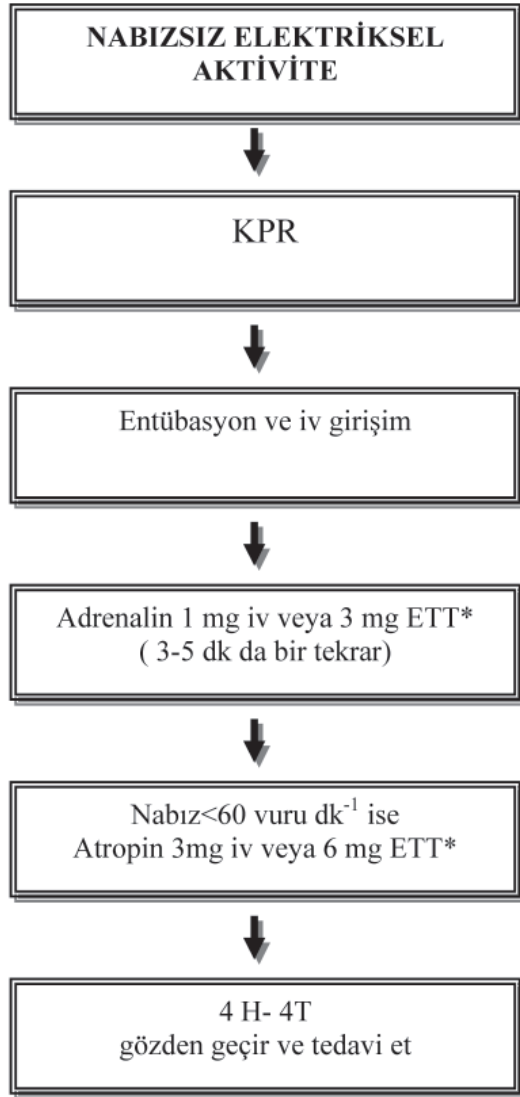 NABIZSIZ ELEKTRİKSEL
AKTİVİTE
KPR
Entübasyon ve iv girişim
Adrenalin 1 mg iv veya 3 mg ETT*
( 3-5 dk da bir tekrar)
Nabız<60 vuru dk⁻¹ ise
Atropin 3mg iv veya 6 mg ETT*
4 H- 4T
gözden geçir ve tedavi et